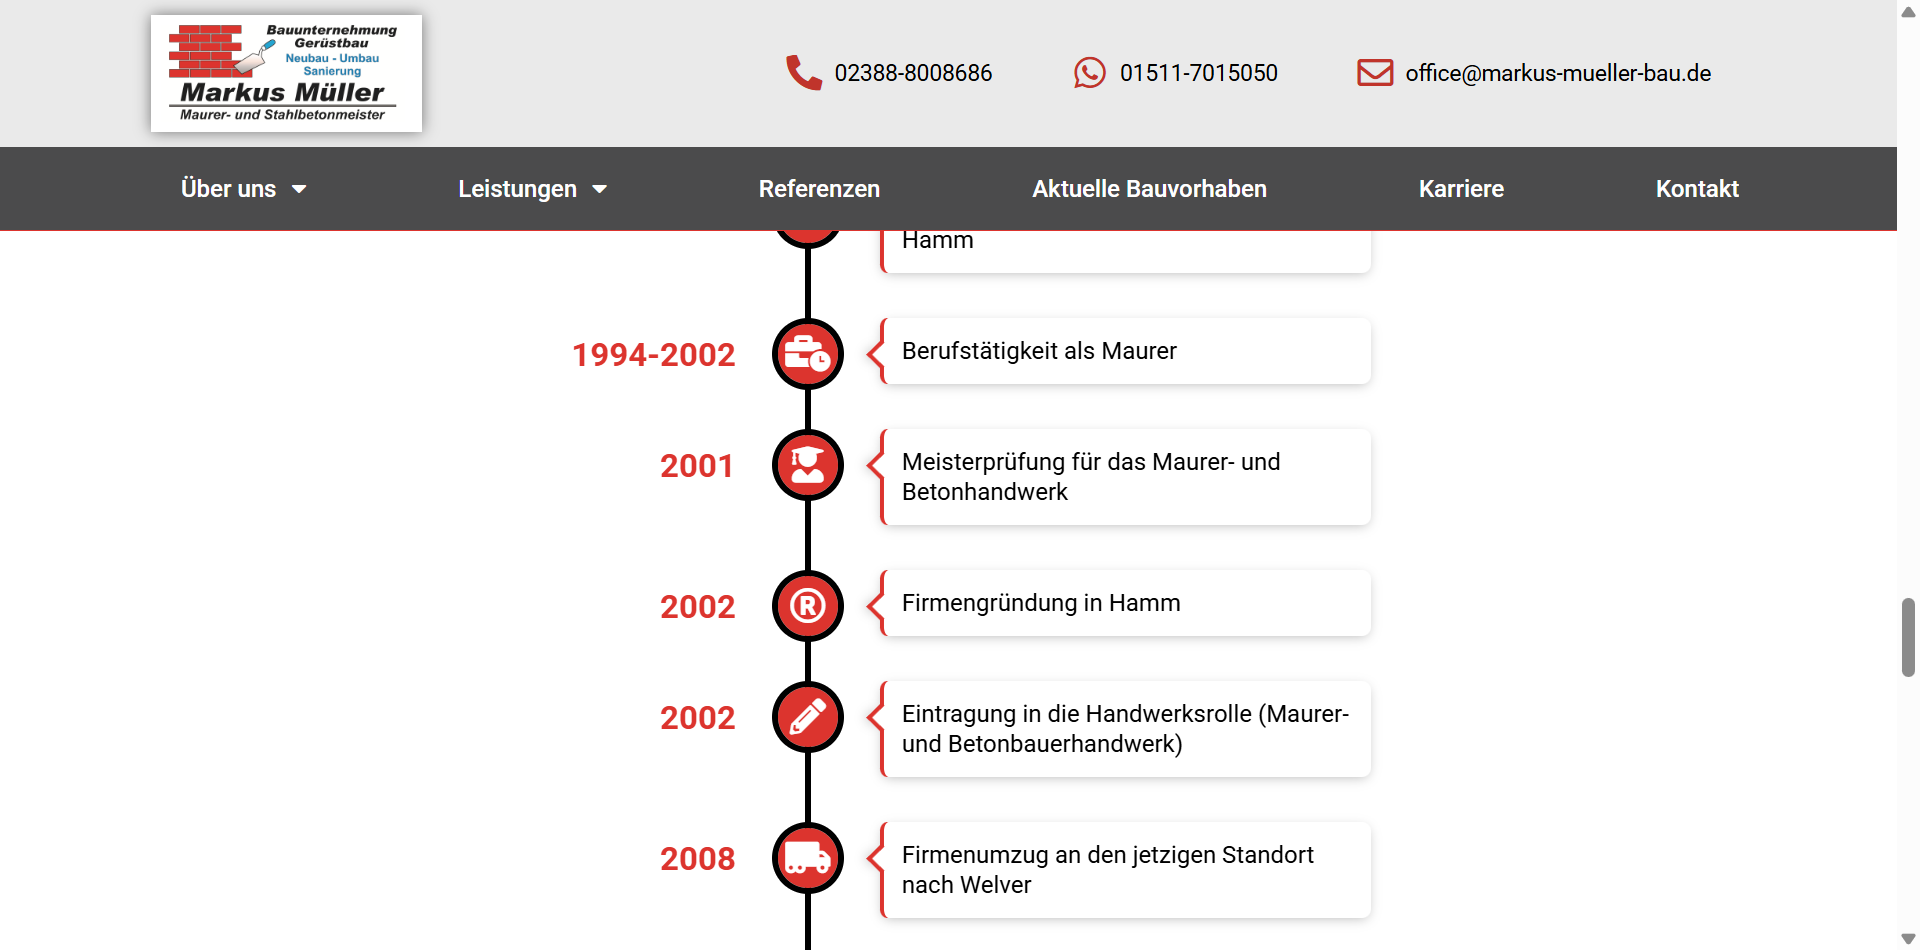 Bauunternehmung
Gerüstbau
Neubau - Umbau
Sanierung
Markus Müller
Maurer- und Stahlbetonmeister
02388-8008686
01511-7015050
office@markus-mueller-bau.de
Über uns
Leistungen
Referenzen
Aktuelle Bauvorhaben
Karriere
Kontakt
Hamm
1994-2002
Berufstätigkeit als Maurer
2001
Meisterprüfung für das Maurer- und
Betonhandwerk
2002
Firmengründung in Hamm
2002
Eintragung in die Handwerksrolle (Maurer-
und Betonbauerhandwerk)
2008
Firmenumzug an den jetzigen Standort
nach Welver